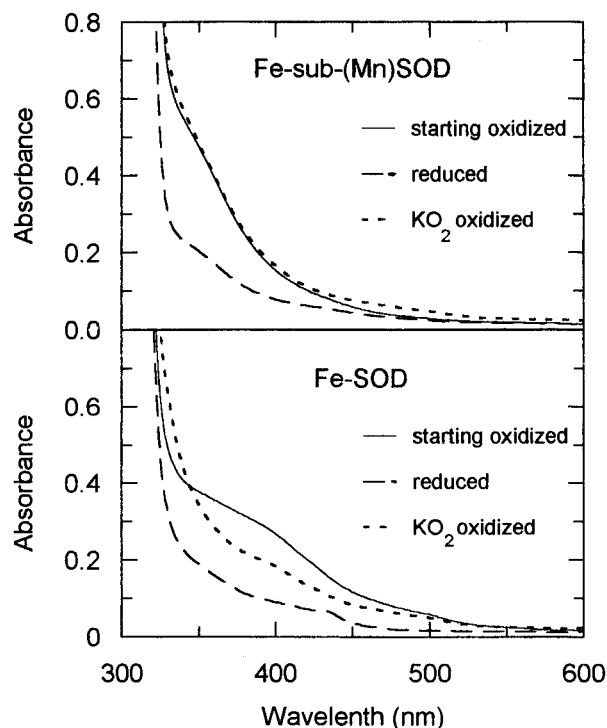 0.8
Fe-sub-(Mn)SOD
0.6
starting oxidized
reduced
KO2 oxidized
0.4
0.2
0.0
Absorbance
Fe-SOD
0.6
starting oxidized
reduced
KO2 oxidized
0.4
0.2
0
Absorbance
300 400 500 600
Wavelenth (nm)